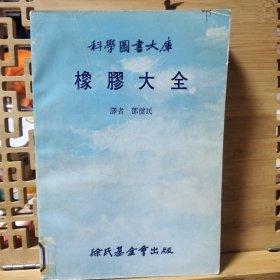 科學圖書大庫
橡膠大全
譯者 鄧健民
徐氏基金會出版